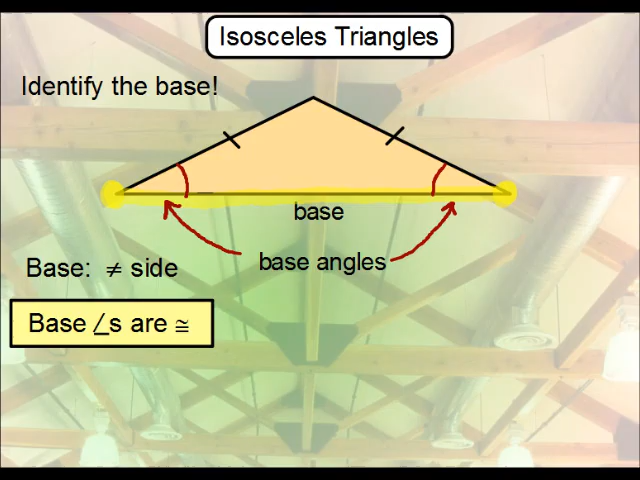 Isosceles Triangles
Identify the base!
base
base angles
Base: ≠ side
Base ∠s are ≅